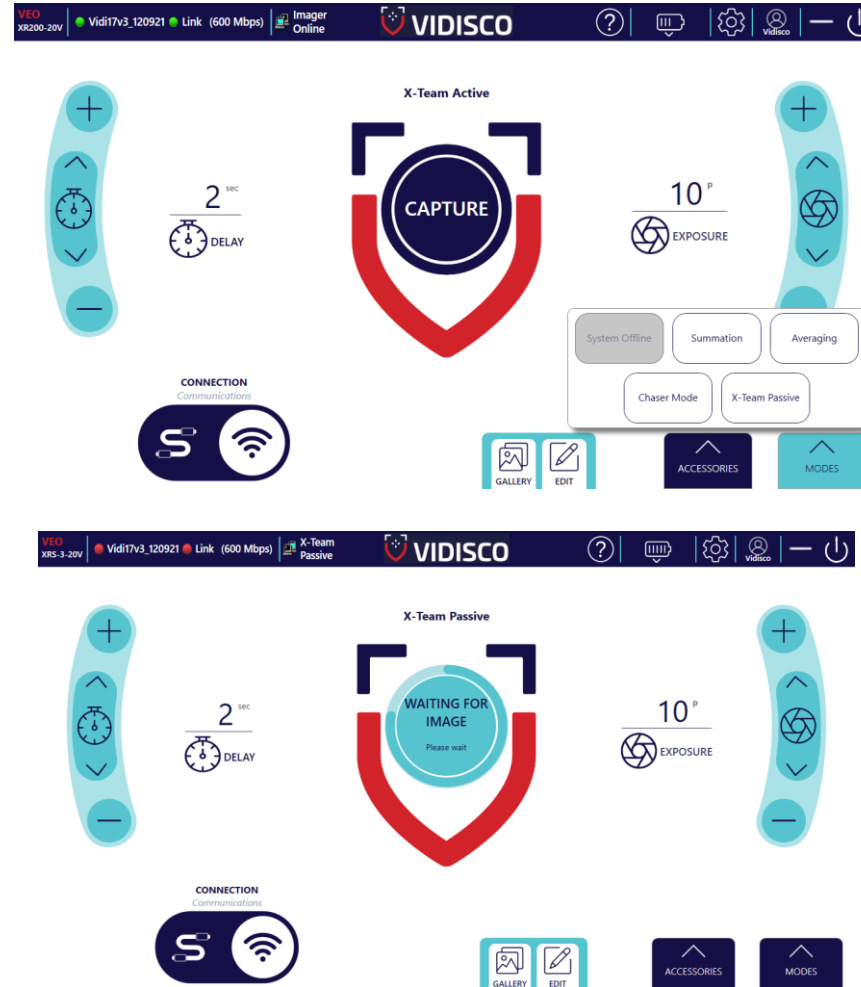 VEO
XR200-20V
Vidi17v3_120921 Link (600 Mbps)
Imager
Online
VIDISCO
?
Vidisco
X-Team Active
2 sec
DELAY
CAPTURE
10 P
EXPOSURE
System Offline
Summation
Averaging
Chaser Mode
X-Team Passive
CONNECTION
Communications
GALLERY
EDIT
ACCESSORIES
MODES
VEO
XRS-3-20V
Vidi17v3_120921 Link (600 Mbps)
X-Team
Passive
VIDISCO
?
Vidisco
X-Team Passive
2 sec
DELAY
WAITING FOR
IMAGE
Please wait
10 P
EXPOSURE
CONNECTION
Communications
GALLERY
EDIT
ACCESSORIES
MODES